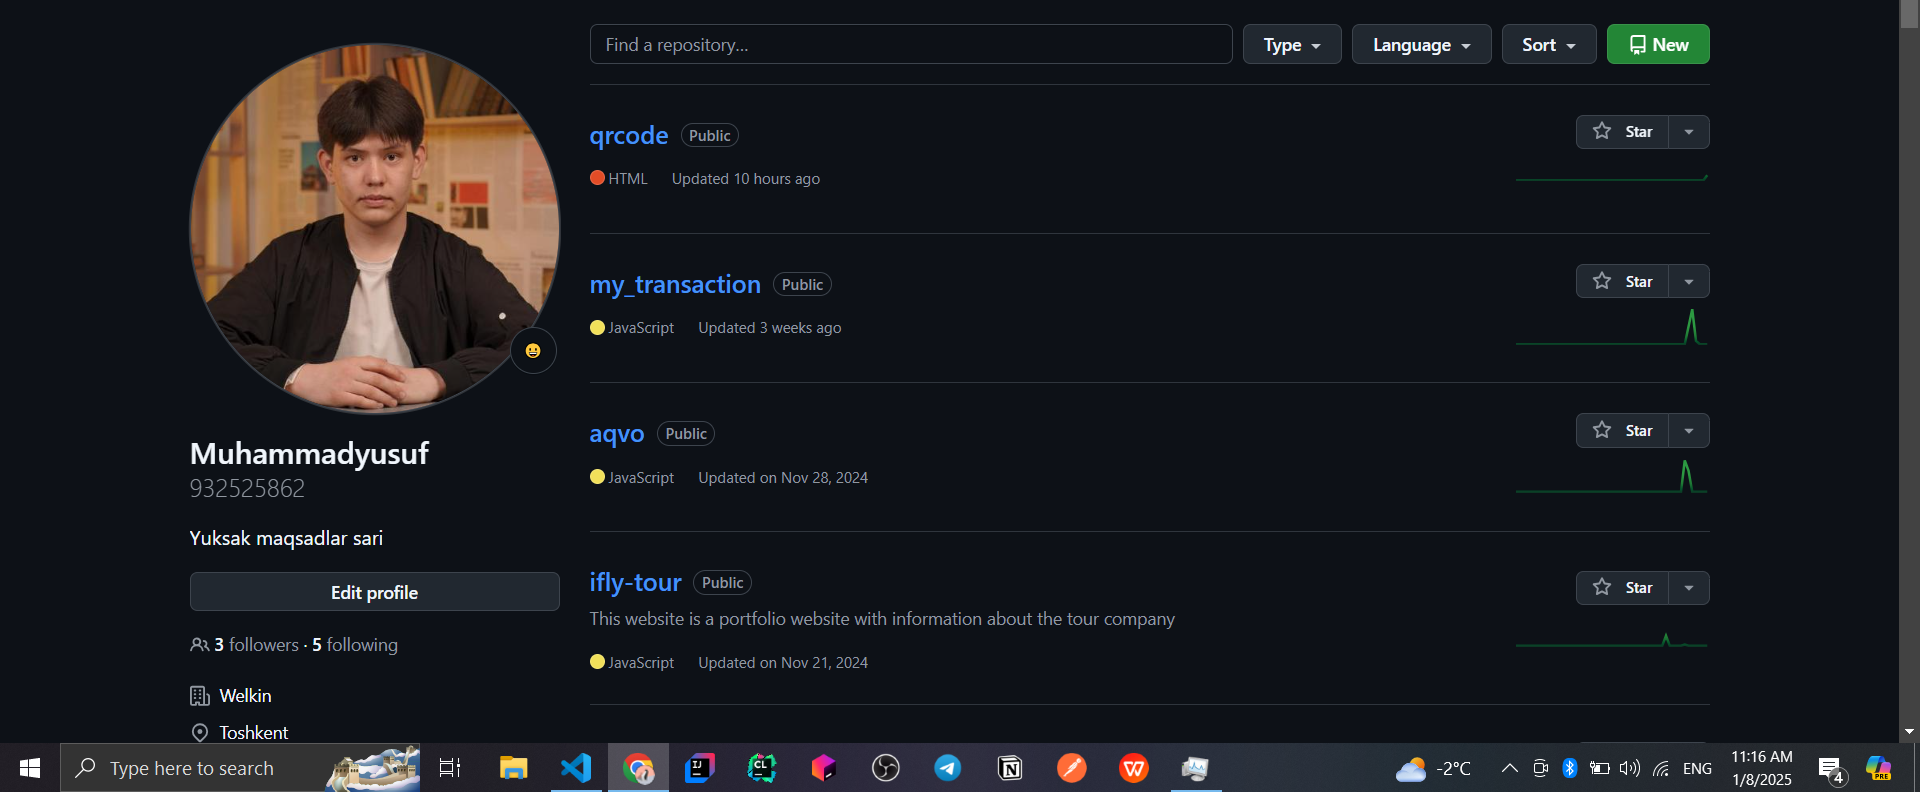 Find a repository...
Type
Language
Sort
New
qrcode Public
Star
HTML Updated 10 hours ago
my_transaction Public
Star
JavaScript Updated 3 weeks ago
aqvo Public
Star
JavaScript Updated on Nov 28, 2024
ifly-tour Public
Star
This website is a portfolio website with information about the tour company
JavaScript Updated on Nov 21, 2024
Muhammadyusuf
932525862
Yuksak maqsadlar sari
Edit profile
3 followers · 5 following
Welkin
Toshkent
Type here to search
-2°C
ENG
11:16 AM
1/8/2025
4
IJ
CL
N
W
PRE